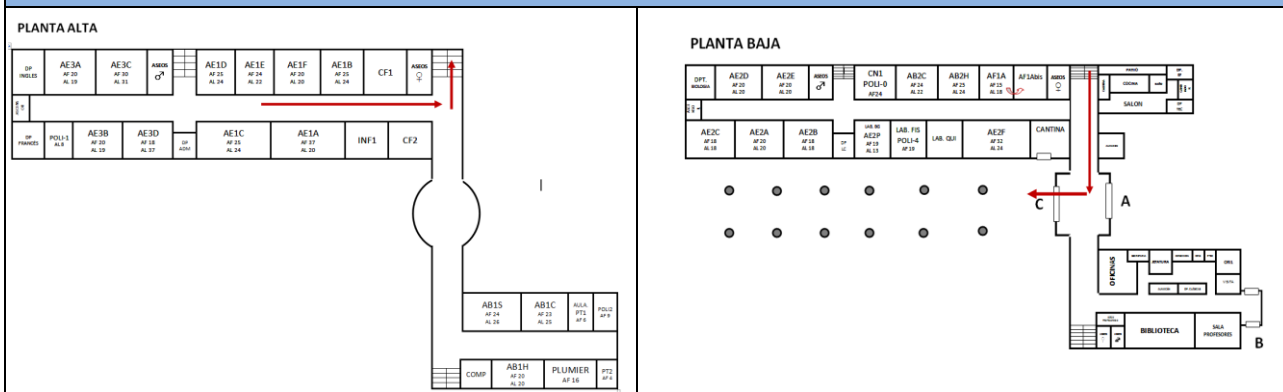 PLANTA ALTA
DP
INGLES
AE3A
AF 20
AL 19
AE3C
AF 30
AL 31
ASEOS
♂
AE1D
AF 25
AL 24
AE1E
AF 24
AL 22
AE1F
AF 20
AL 20
AE1B
AF 25
AL 24
CF1
ASEOS
♀
DP
FRANCÉS
POLI-1
AL 8
AE3B
AF 20
AL 19
AE3D
AF 18
AL 37
DP
ADM
AE1C
AF 25
AL 24
AE1A
AF 37
AL 20
INF1
CF2
AB1S
AF 24
AL 26
AB1C
AF 23
AL 25
AULA
PT1
AF 6
POLI2
AF 8
COMP
AB1H
AF 20
AL 20
PLUMIER
AF 16
PT2
AF 6
PLANTA BAJA
DPT.
BIOLOGIA
AE2D
AF 20
AL 20
AE2E
AF 20
AL 20
ASEOS
♂
CN1
POLI-0
AF24
AB2C
AF 24
AL 22
AB2H
AF 25
AL 24
AF1A
AF 15
AL 18
AF1Abis
ASEOS
♀
PATIO
COCINA
SALON
AE2C
AF 18
AL 18
AE2A
AF 20
AL 20
AE2B
AF 18
AL 18
AE2P
AF 19
AL 13
LAB. FIS
POLI-4
AF 18
LAB. QUI
AE2F
AF 32
AL 24
CANTINA
C
A
OFICINAS
JEFATURA
BIBLIOTECA
SALA
PROFESORES
B